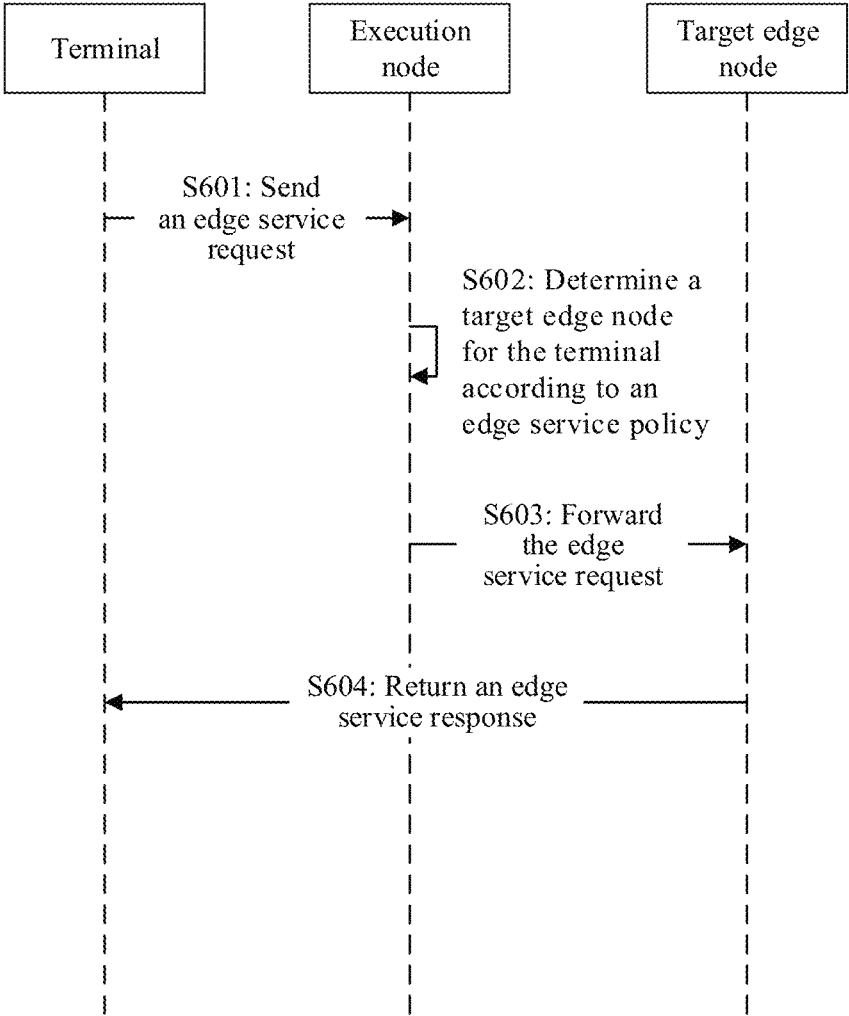 Terminal
Execution
node
Target edge
node
S601: Send
an edge service
request
S602: Determine a
target edge node
for the terminal
according to an
edge service policy
S603: Forward
the edge
service request
S604: Return an edge
service response